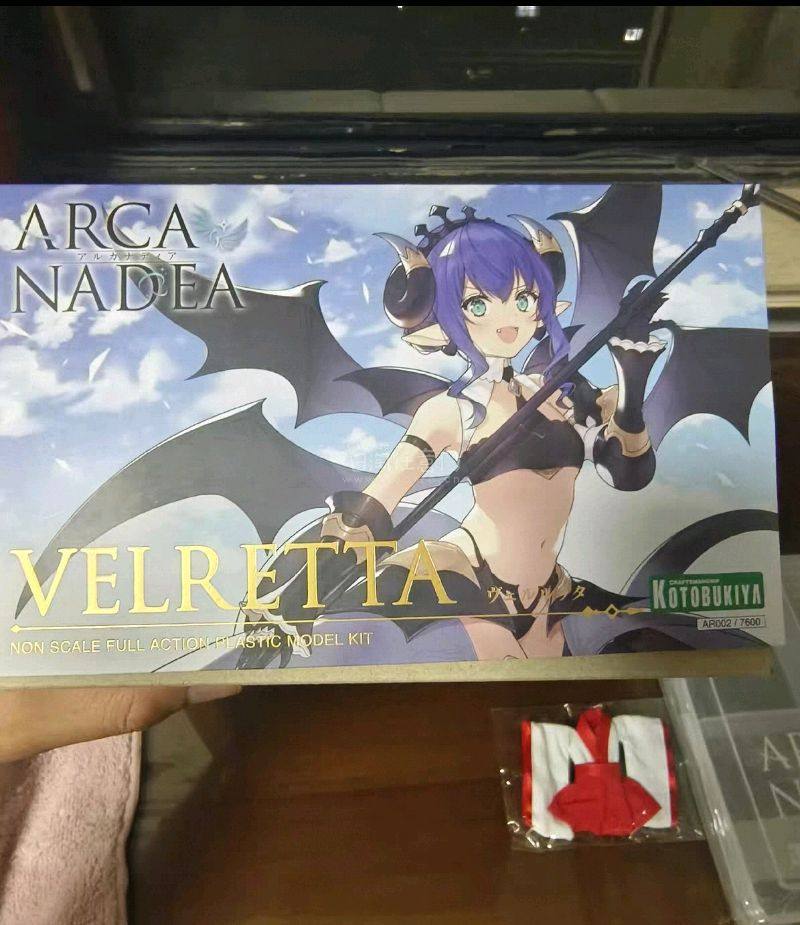 ARCA
アルカナディア
NADEA
VELRETTA
ヴェルルッタ
CRAFTSMANSHIP
KOTOBUKIYA
AR002 / 7600
NON SCALE FULL ACTION PLASTIC MODEL KIT